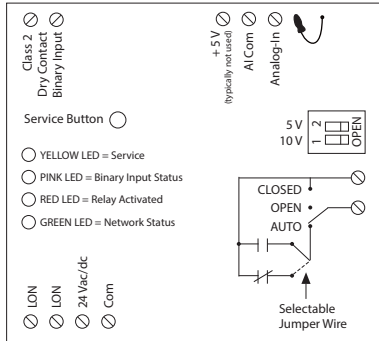 Class 2
Dry Contact
Binary Input
+ 5 V
(typically not used)
AI Com
Analog-In
Service Button
5 V
10 V
1 2
OPEN
YELLOW LED = Service
PINK LED = Binary Input Status
RED LED = Relay Activated
GREEN LED = Network Status
CLOSED
OPEN
AUTO
LON
LON
24 Vac/dc
Com
Selectable
Jumper Wire